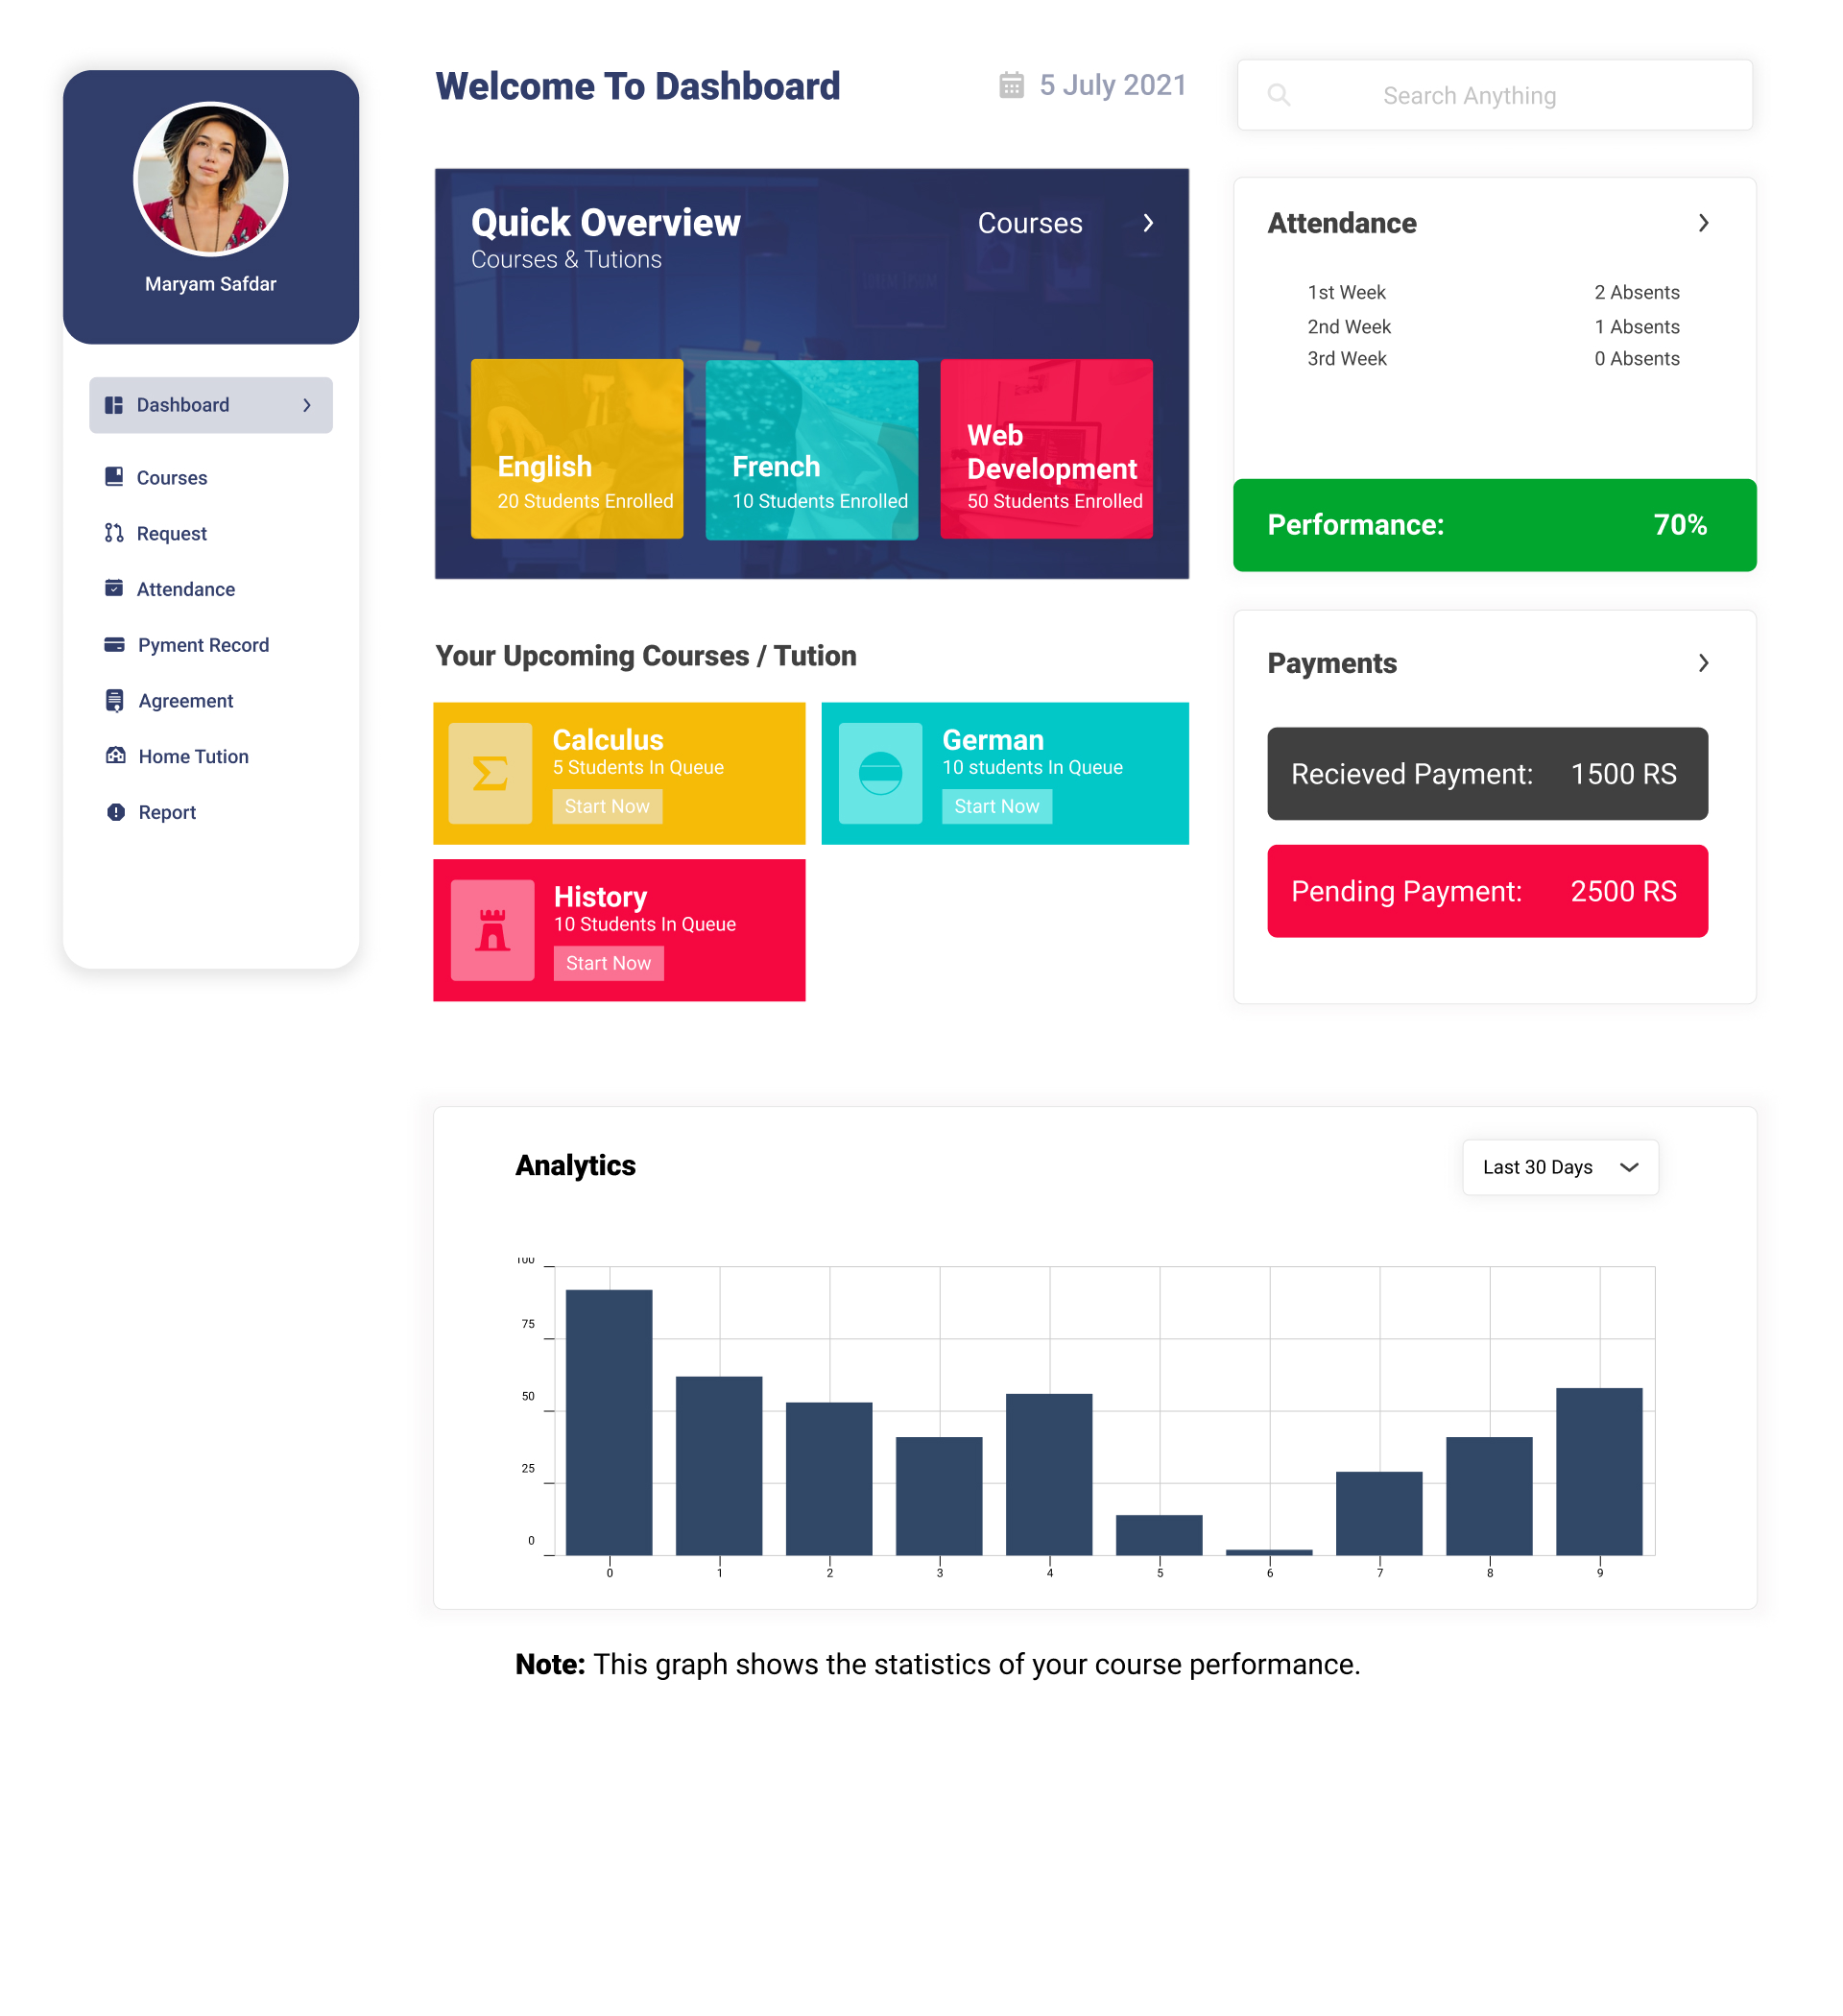 Maryam Safdar
Dashboard
Courses
Request
Attendance
Pyment Record
Agreement
Home Tution
Report
Welcome To Dashboard
5 July 2021
Search Anything
Quick Overview
Courses & Tutions
Courses
English
20 Students Enrolled
French
10 Students Enrolled
Web
Development
50 Students Enrolled
Attendance
1st Week 2 Absents
2nd Week 1 Absents
3rd Week 0 Absents
Performance: 70%
Your Upcoming Courses / Tution
Calculus
5 Students In Queue
Start Now
German
10 students In Queue
Start Now
History
10 Students In Queue
Start Now
Payments
Recieved Payment: 1500 RS
Pending Payment: 2500 RS
Analytics
Last 30 Days
100
75
50
25
0
0 1 2 3 4 5 6 7 8 9
Note: This graph shows the statistics of your course performance.